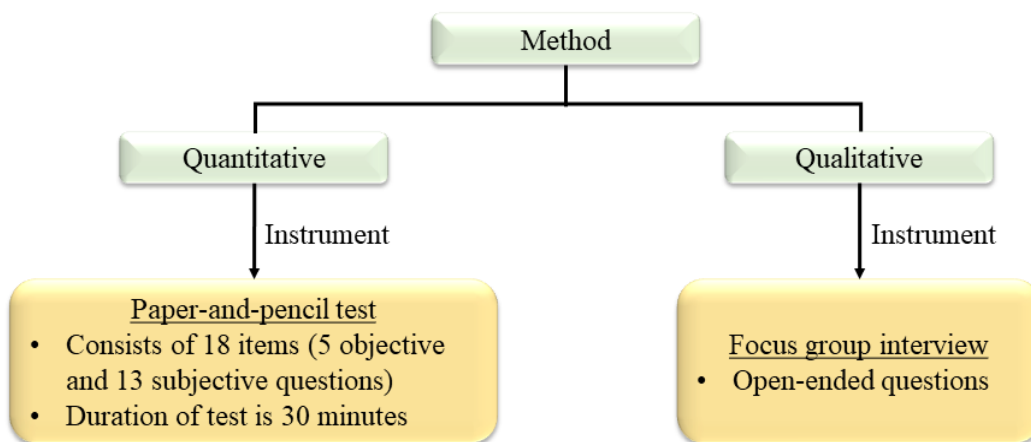 Method
Quantitative
Qualitative
Instrument
Instrument
Paper-and-pencil test
• Consists of 18 items (5 objective
and 13 subjective questions)
• Duration of test is 30 minutes
Focus group interview
• Open-ended questions